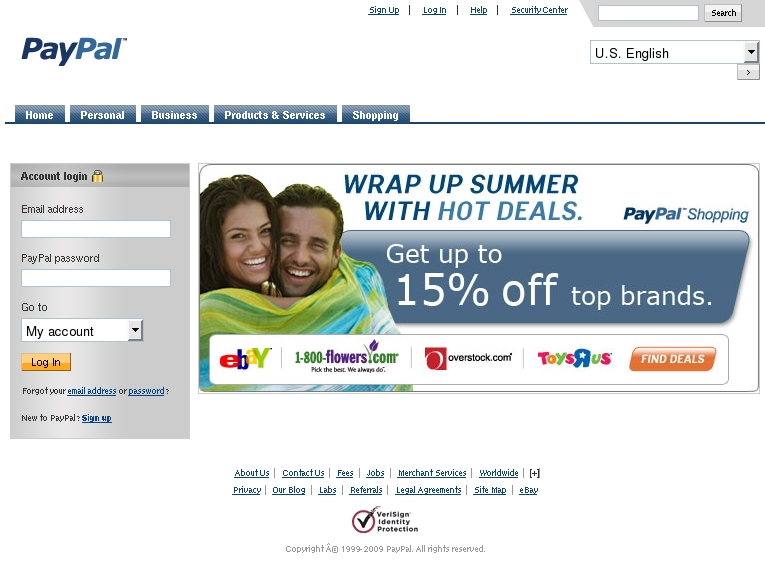 Sign Up | Log In | Help | Security Center
Search
PayPal™
U.S. English
>
Home Personal Business Products & Services Shopping
Account login
Email address
PayPal password
Go to
My account
Log In
Forgot your email address or password?
New to PayPal? Sign up
WRAP UP SUMMER
WITH HOT DEALS.
PayPal™ Shopping
Get up to
15% off top brands.
ebaY 1·800·flowers.com® overstock.com® ToysRUs FIND DEALS
Pick the best. We always do.
About Us | Contact Us | Fees | Jobs | Merchant Services | Worldwide | [+]
Privacy | Our Blog | Labs | Referrals | Legal Agreements | Site Map | eBay
VeriSign
Identity
Protection
Copyright Â© 1999-2009 PayPal. All rights reserved.